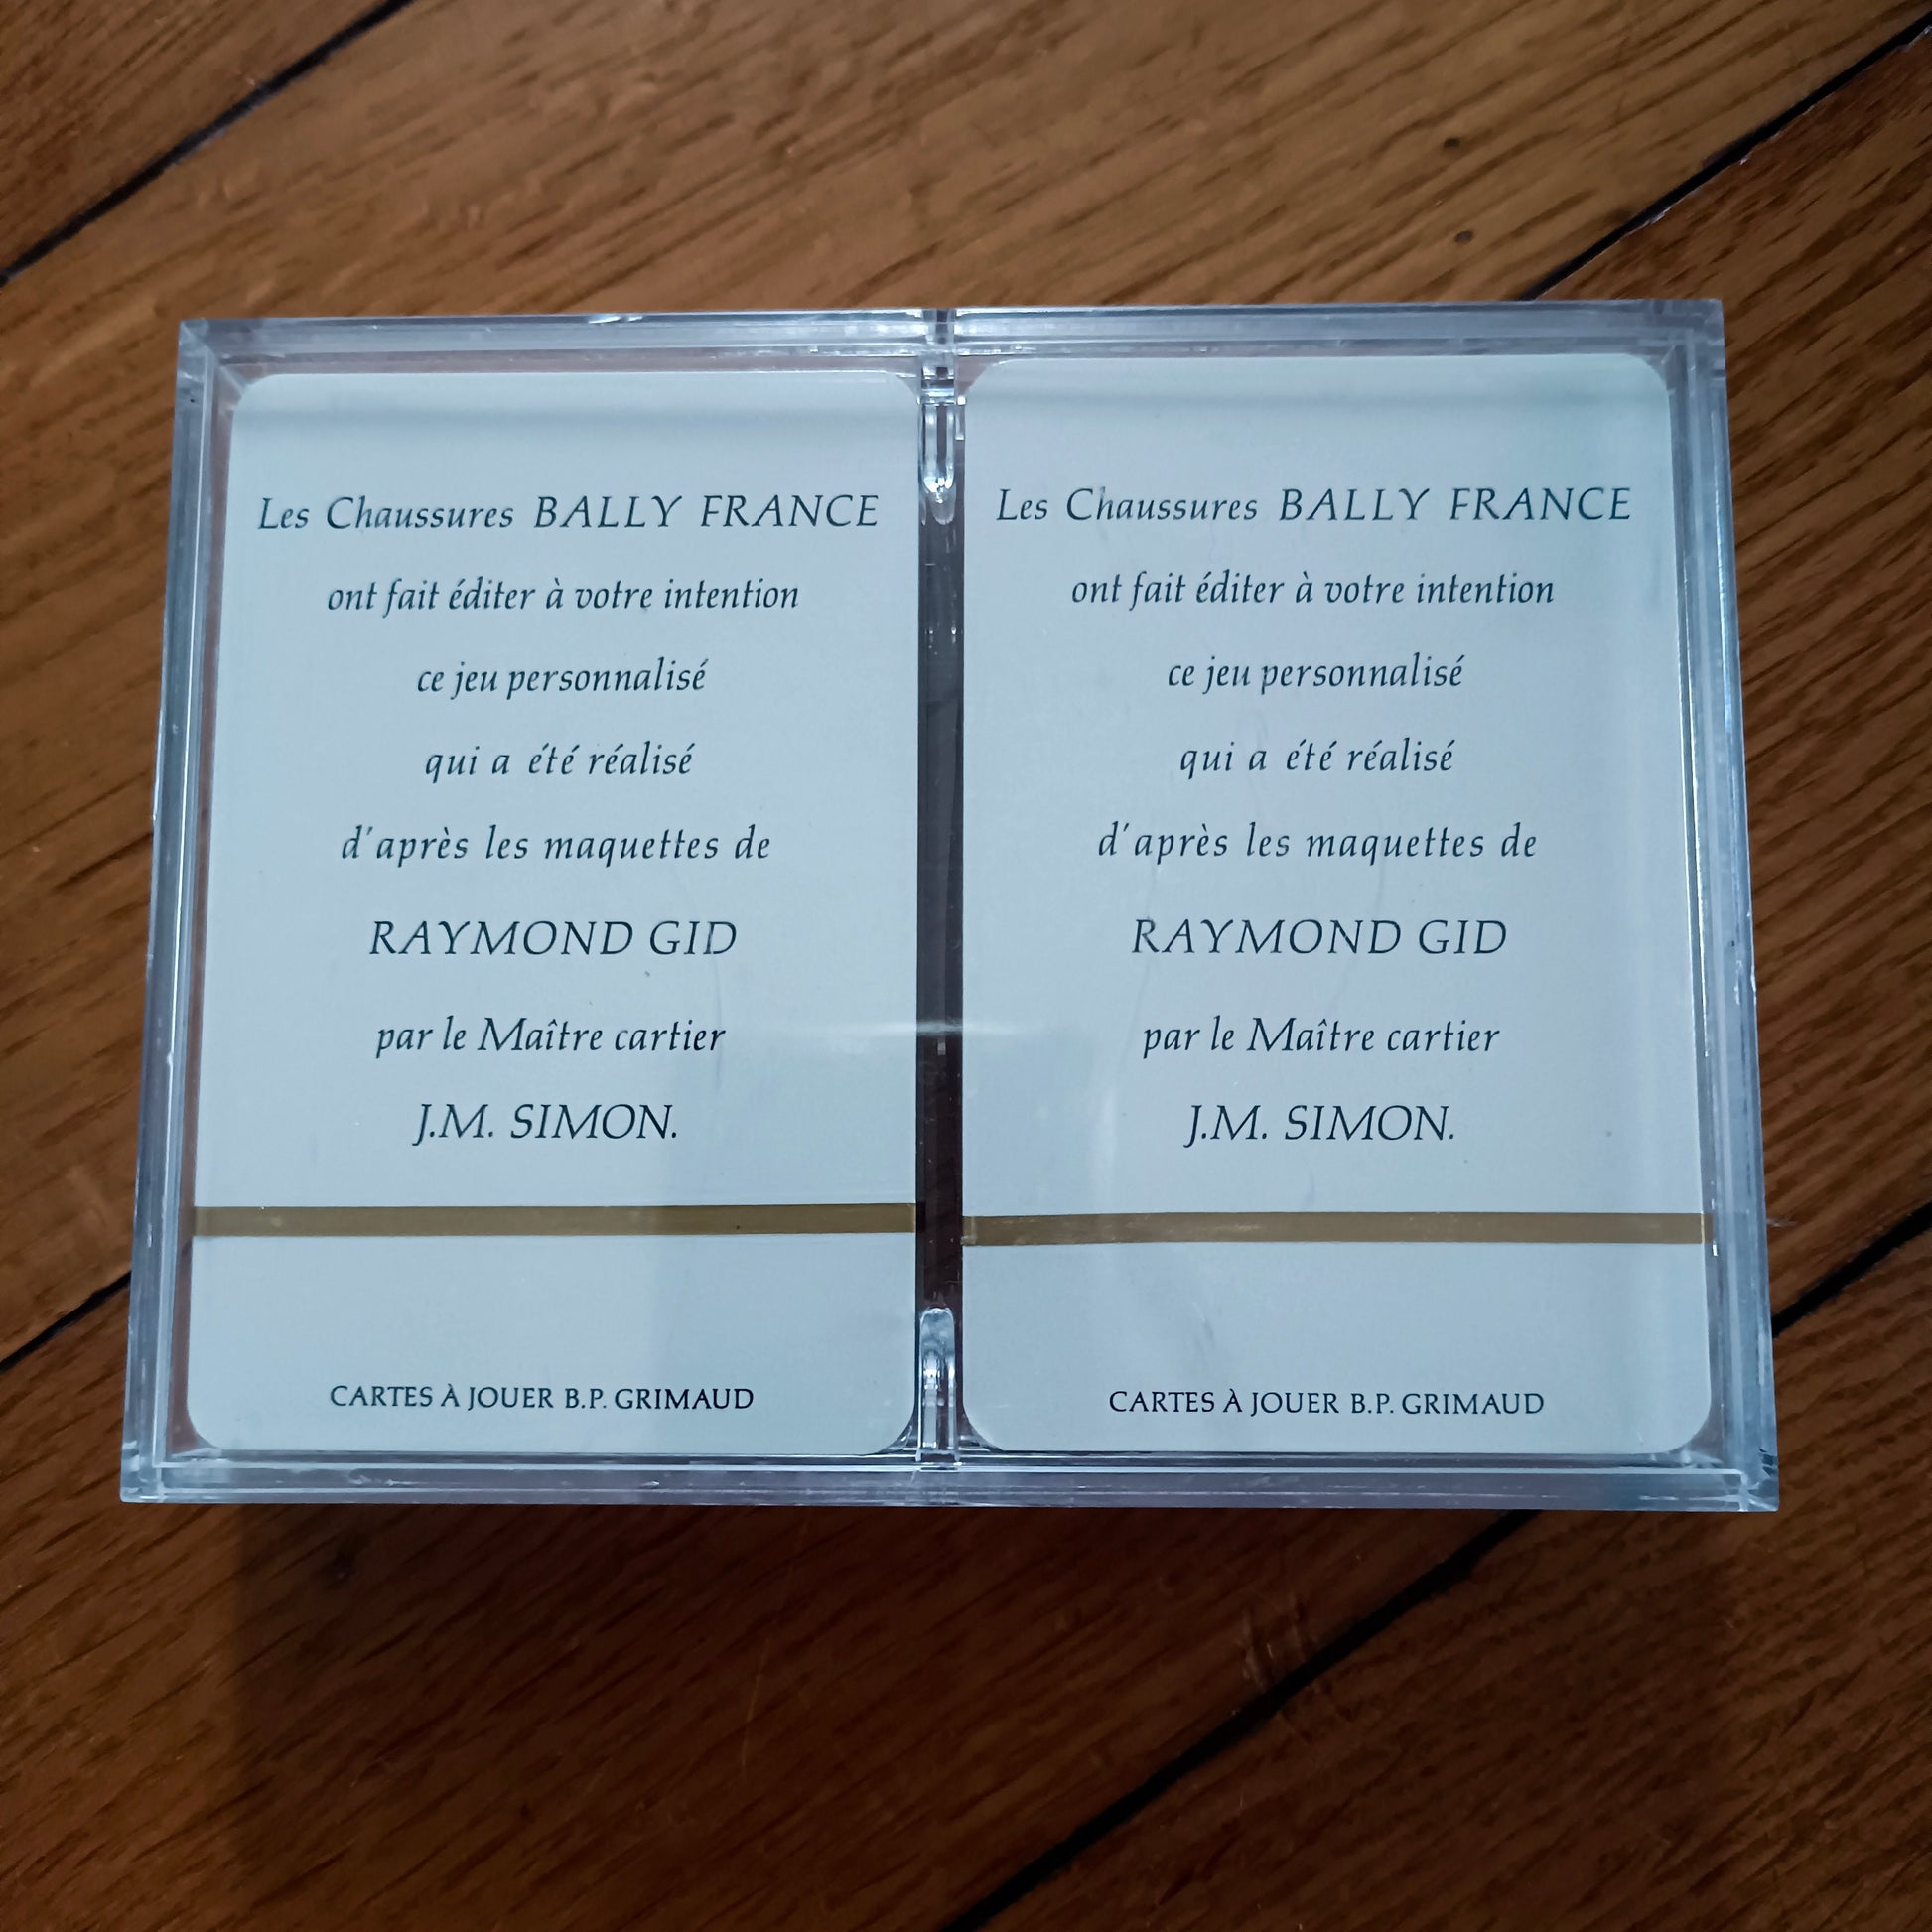 Les Chaussures BALLY FRANCE
ont fait éditer à votre intention
ce jeu personnalisé
qui a été réalisé
d'après les maquettes de
RAYMOND GID
par le Maître cartier
J.M. SIMON.
CARTES À JOUER B.P. GRIMAUD
Les Chaussures BALLY FRANCE
ont fait éditer à votre intention
ce jeu personnalisé
qui a été réalisé
d'après les maquettes de
RAYMOND GID
par le Maître cartier
J.M. SIMON.
CARTES À JOUER B.P. GRIMAUD